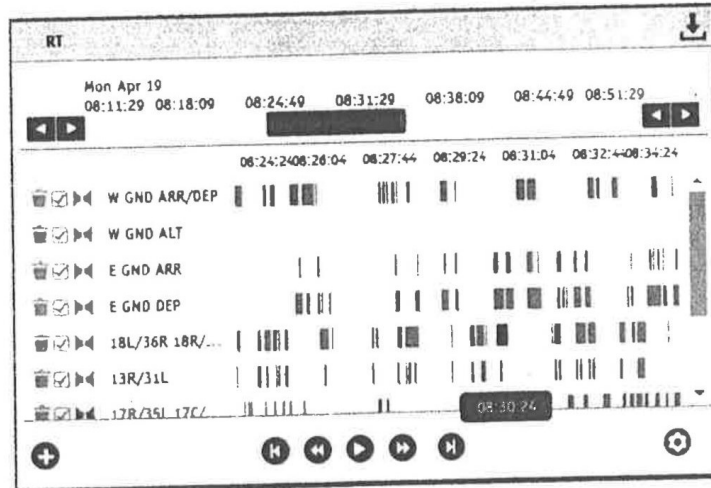 RT
Mon Apr 19
08:11:29 08:18:09 08:24:49 08:31:29 08:38:09 08:44:49 08:51:29
08:24:24 08:26:04 08:27:44 08:29:24 08:31:04 08:32:44 08:34:24
W GND ARR/DEP
W GND ALT
E GND ARR
E GND DEP
18L/36R 18R/...
13R/31L
17R/35L 17C/
08:30:24